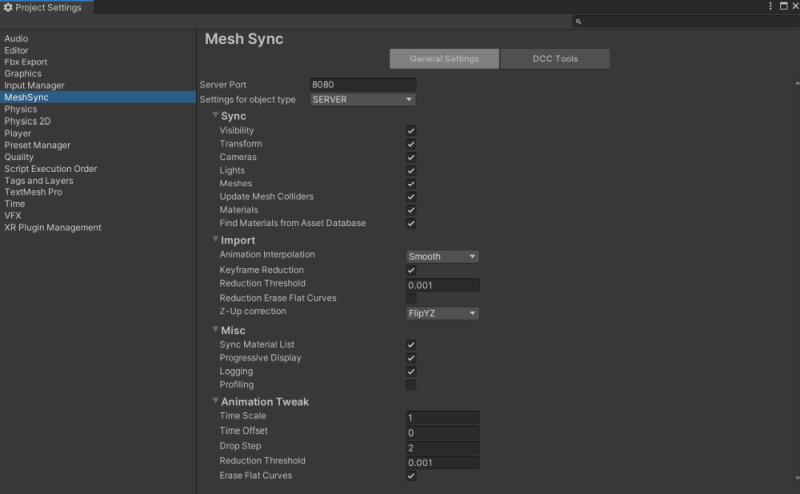 Project Settings
Audio
Editor
Fbx Export
Graphics
Input Manager
MeshSync
Physics
Physics 2D
Player
Preset Manager
Quality
Script Execution Order
Tags and Layers
TextMesh Pro
Time
VFX
XR Plugin Management
Mesh Sync
General Settings DCC Tools
Server Port 8080
Settings for object type SERVER
Sync
Visibility
Transform
Cameras
Lights
Meshes
Update Mesh Colliders
Materials
Find Materials from Asset Database
Import
Animation Interpolation Smooth
Keyframe Reduction
Reduction Threshold 0.001
Reduction Erase Flat Curves
Z-Up correction FlipYZ
Misc
Sync Material List
Progressive Display
Logging
Profiling
Animation Tweak
Time Scale 1
Time Offset 0
Drop Step 2
Reduction Threshold 0.001
Erase Flat Curves